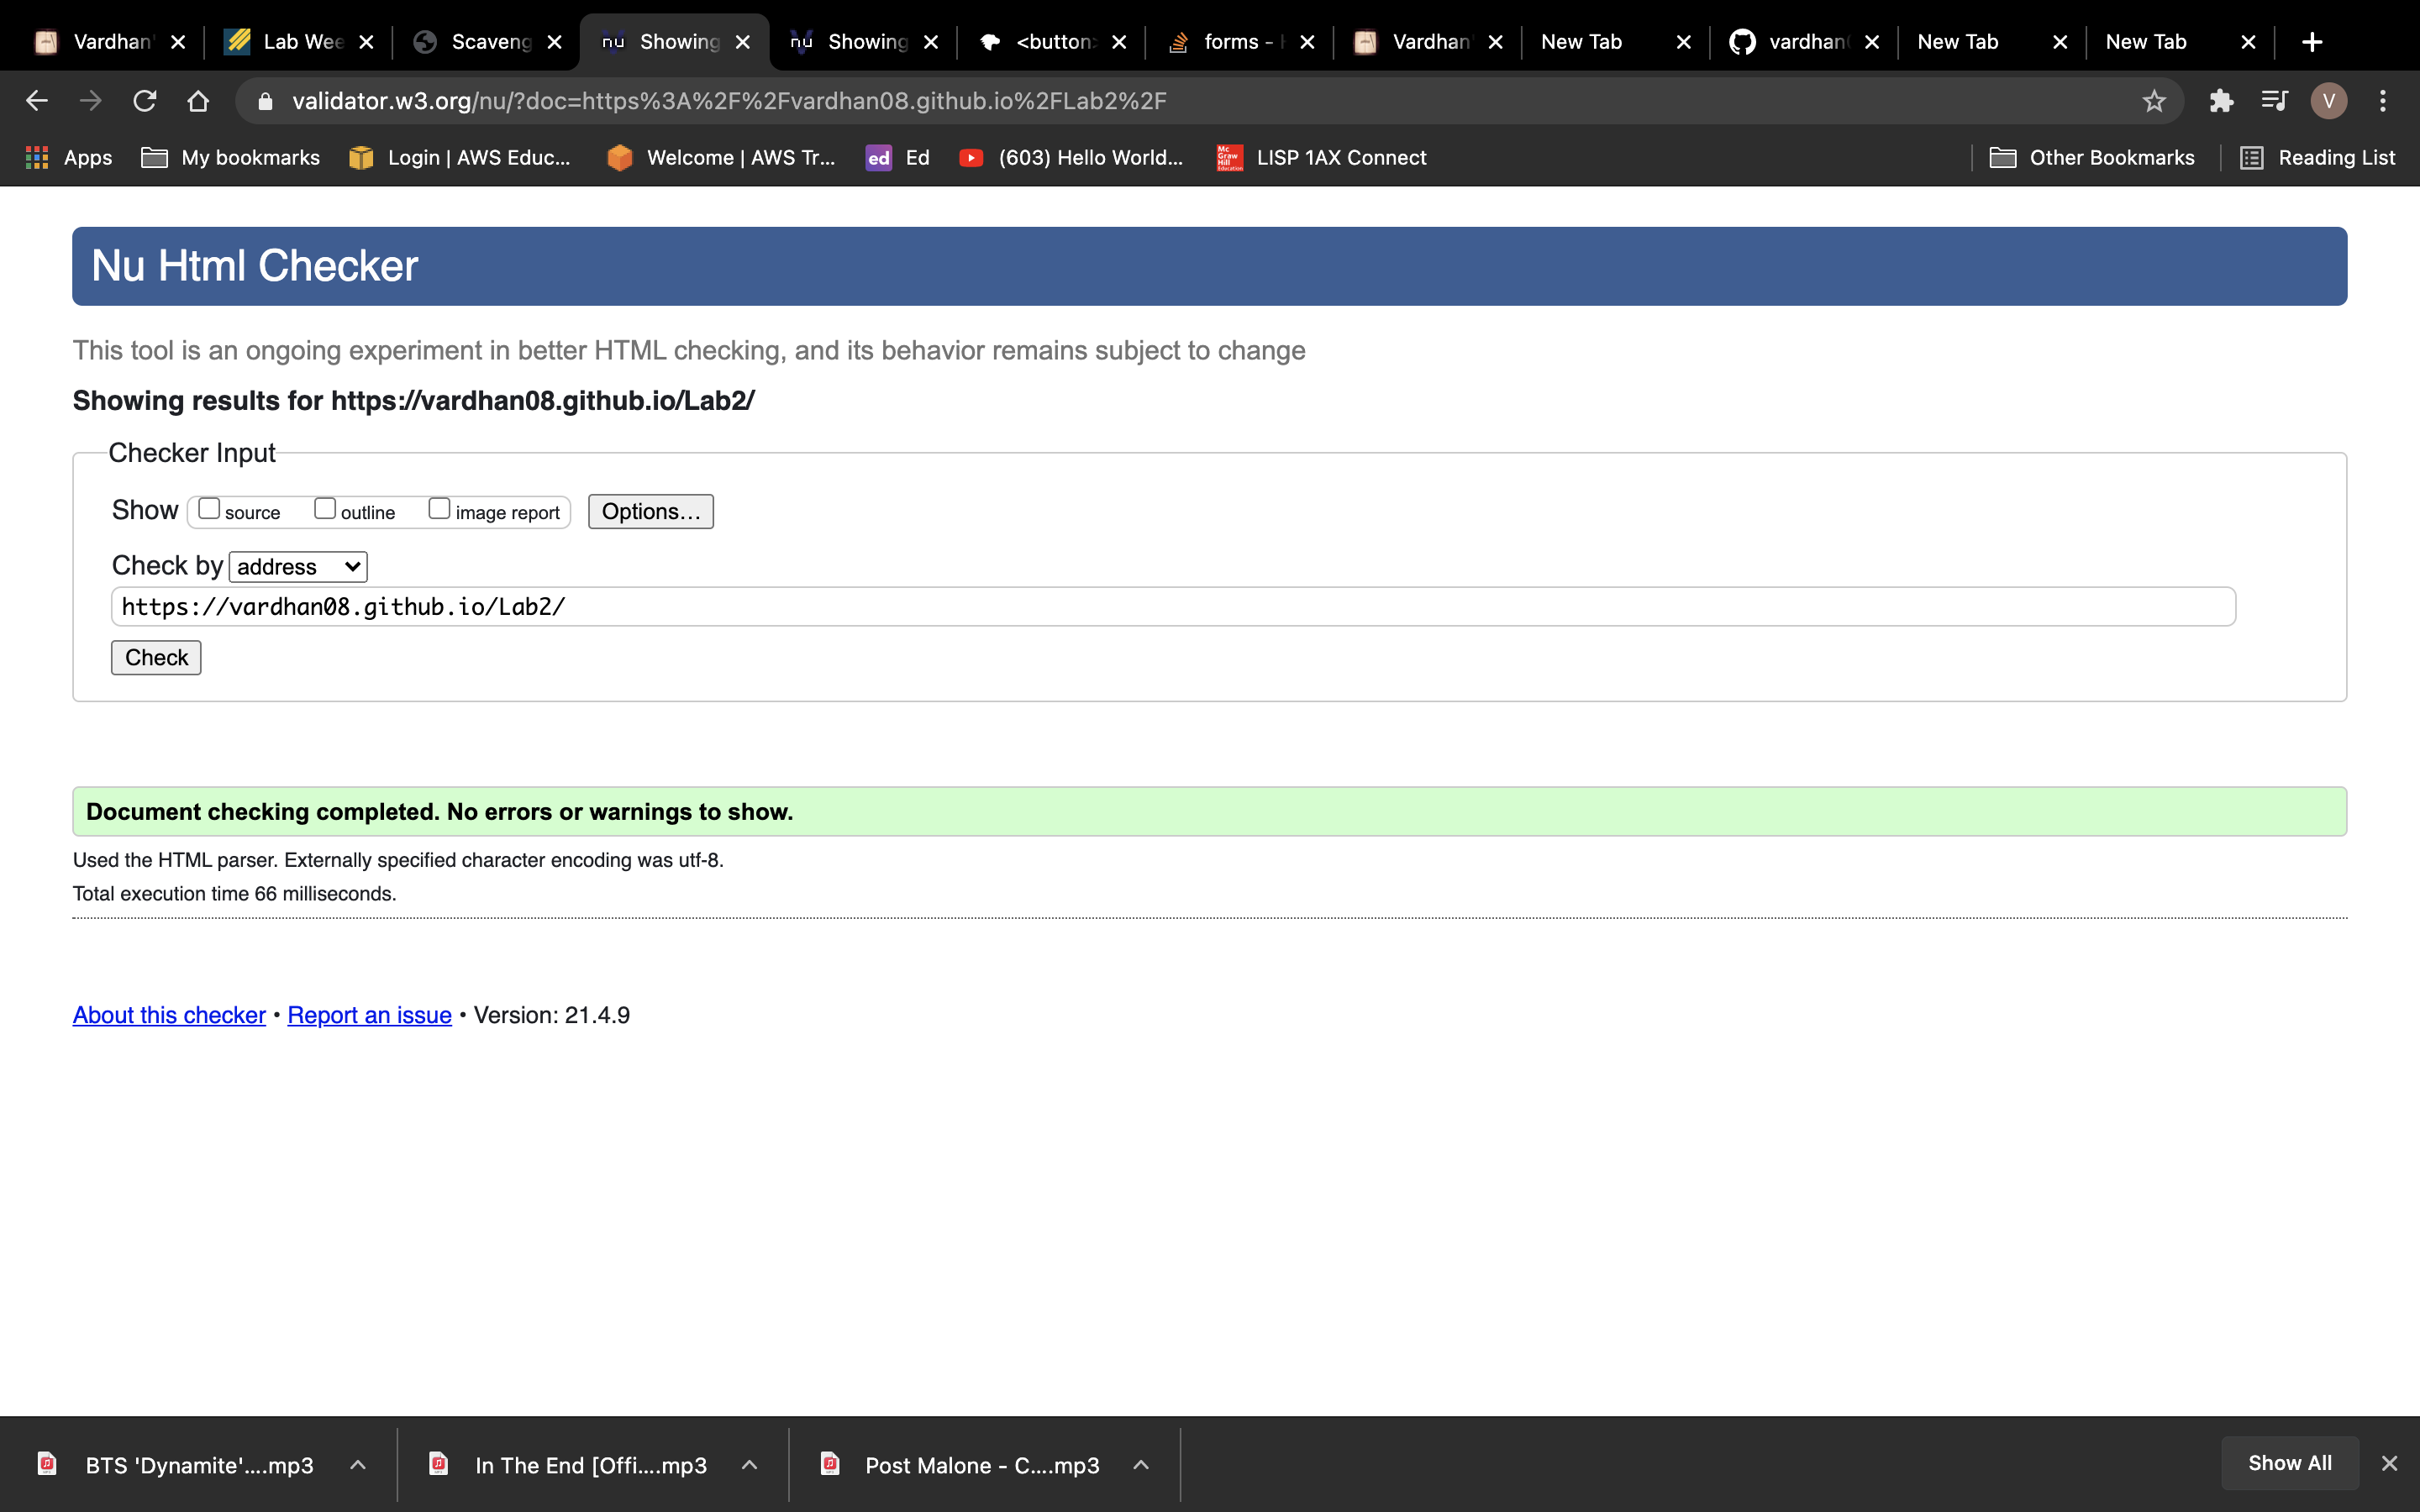 Vardhan' Lab Wee Scaveng nu Showing nu Showing <button> forms - Vardhan' New Tab vardhan New Tab New Tab
validator.w3.org/nu/?doc=https%3A%2F%2Fvardhan08.github.io%2FLab2%2F V
Apps My bookmarks Login | AWS Educ... Welcome | AWS Tr... ed Ed (603) Hello World... Mc Graw Hill Education LISP 1AX Connect Other Bookmarks Reading List
Nu Html Checker
This tool is an ongoing experiment in better HTML checking, and its behavior remains subject to change
Showing results for https://vardhan08.github.io/Lab2/
Checker Input
Show source outline image report Options...
Check by address
https://vardhan08.github.io/Lab2/
Check
Document checking completed. No errors or warnings to show.
Used the HTML parser. Externally specified character encoding was utf-8.
Total execution time 66 milliseconds.
About this checker • Report an issue • Version: 21.4.9
BTS 'Dynamite'....mp3 In The End [Offi....mp3 Post Malone - C....mp3 Show All